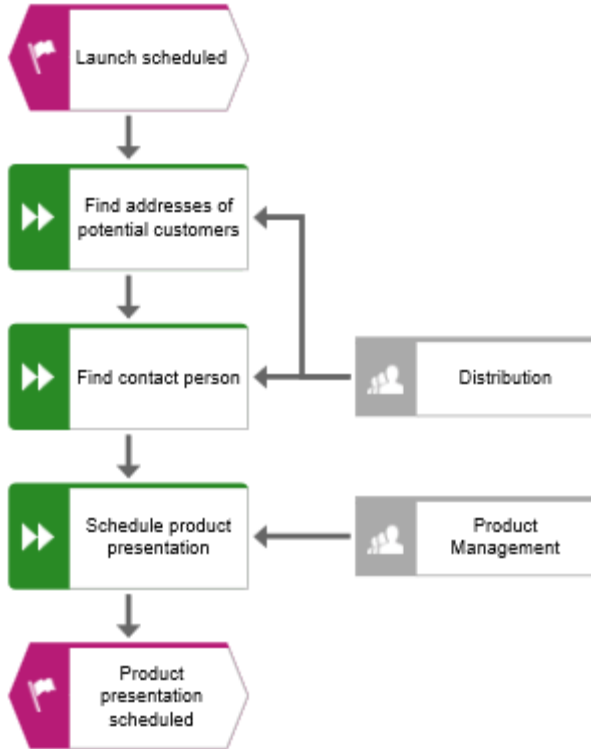 Launch scheduled
Find addresses of
potential customers
Find contact person
Distribution
Schedule product
presentation
Product
Management
Product
presentation
scheduled